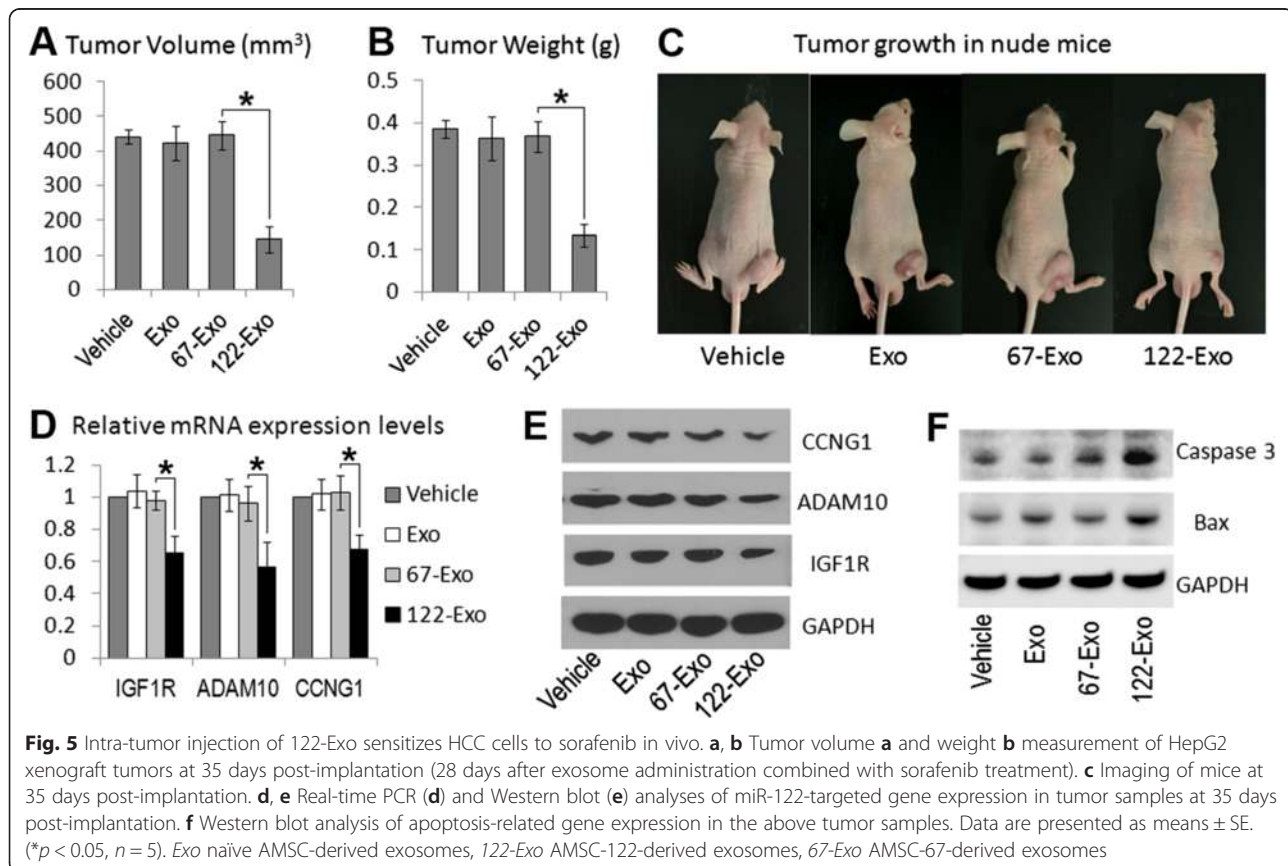 A Tumor Volume (mm³)
600
500
400
300
200
100
0
*
Vehicle
Exo
67-Exo
122-Exo
B Tumor Weight (g)
0.5
0.4
0.3
0.2
0.1
0
*
Vehicle
Exo
67-Exo
122-Exo
C Tumor growth in nude mice
Vehicle Exo 67-Exo 122-Exo
D Relative mRNA expression levels
1.2
1
0.8
0.6
0.4
0.2
0
* * *
IGF1R ADAM10 CCNG1
Vehicle
Exo
67-Exo
122-Exo
E
CCNG1
ADAM10
IGF1R
GAPDH
Vehicle
Exo
67-Exo
122-Exo
F
Caspase 3
Bax
GAPDH
Vehicle
Exo
67-Exo
122-Exo
Fig. 5 Intra-tumor injection of 122-Exo sensitizes HCC cells to sorafenib in vivo. a, b Tumor volume a and weight b measurement of HepG2
xenograft tumors at 35 days post-implantation (28 days after exosome administration combined with sorafenib treatment). c Imaging of mice at
35 days post-implantation. d, e Real-time PCR (d) and Western blot (e) analyses of miR-122-targeted gene expression in tumor samples at 35 days
post-implantation. f Western blot analysis of apoptosis-related gene expression in the above tumor samples. Data are presented as means ± SE.
(*p < 0.05, n = 5). Exo naïve AMSC-derived exosomes, 122-Exo AMSC-122-derived exosomes, 67-Exo AMSC-67-derived exosomes